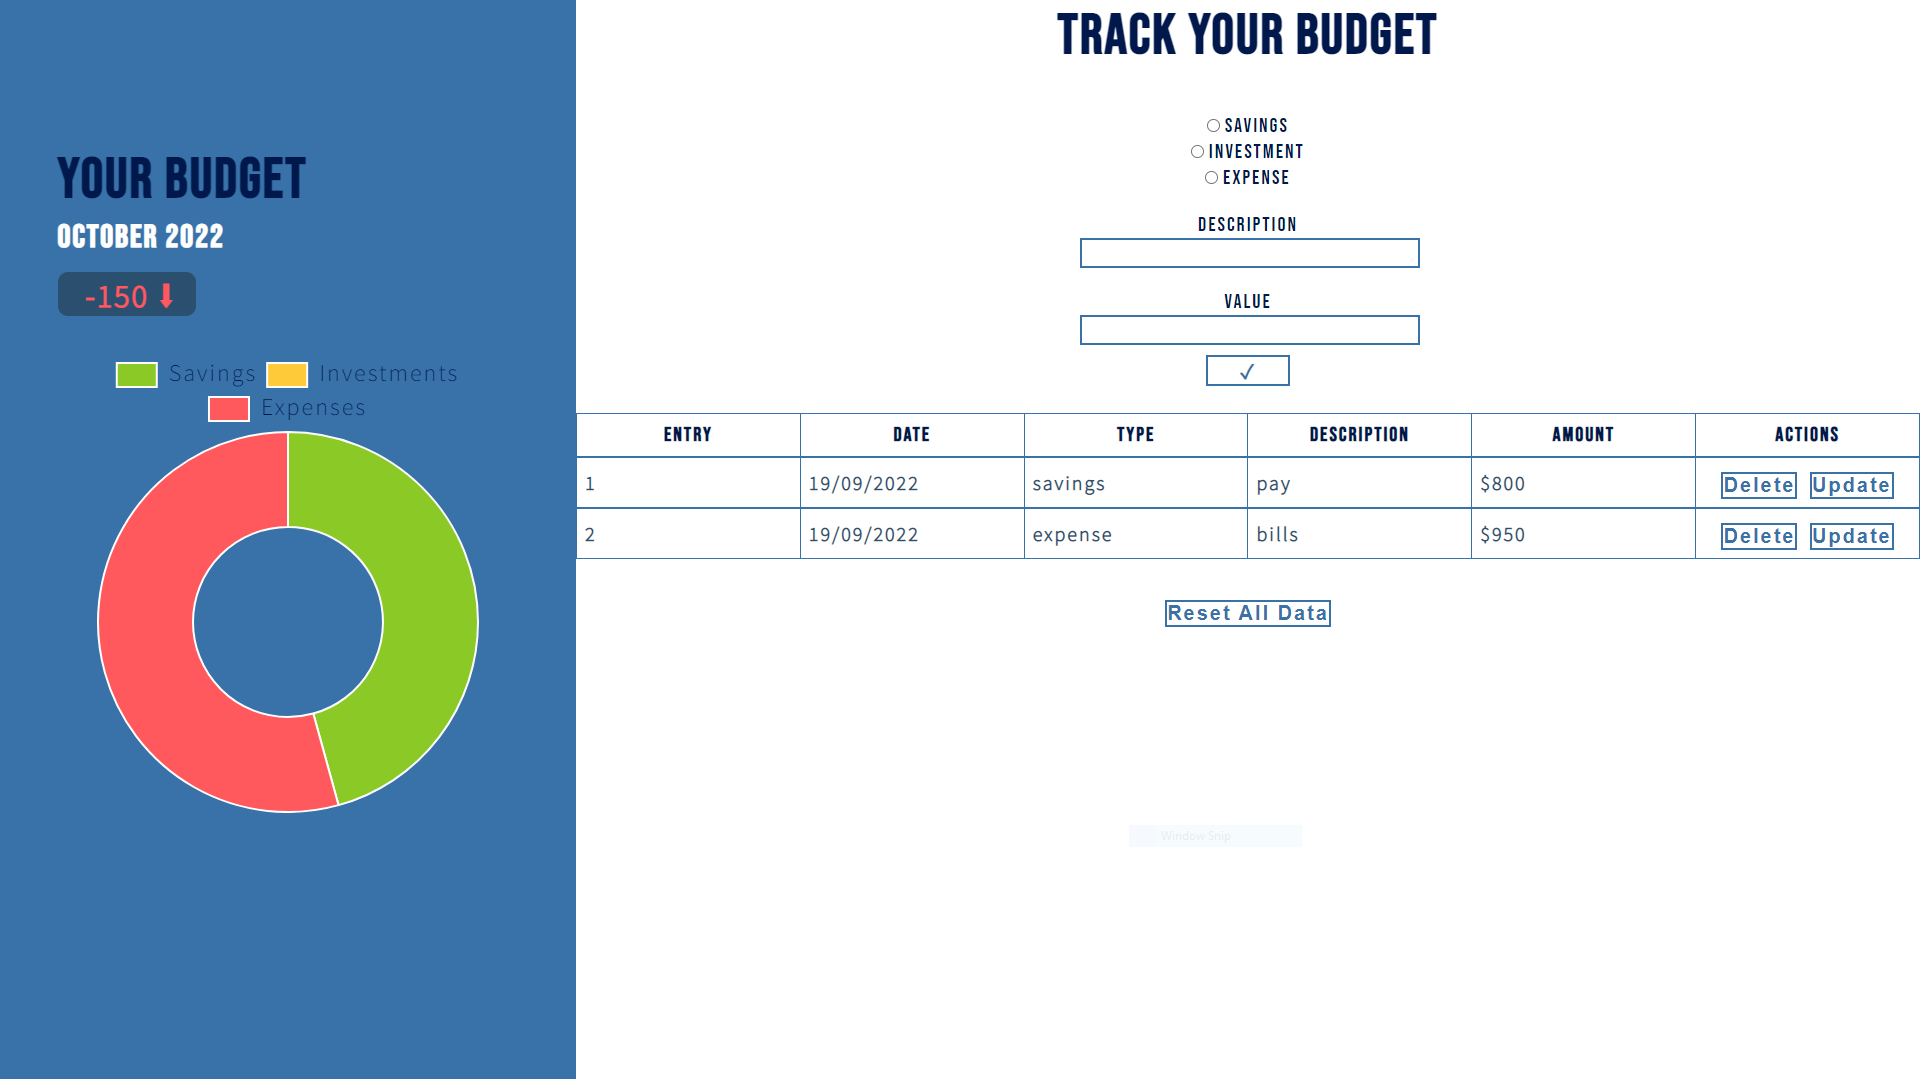 YOUR BUDGET
OCTOBER 2022
-150 ⬇
Savings Investments
Expenses
TRACK YOUR BUDGET
SAVINGS
INVESTMENT
EXPENSE
DESCRIPTION
VALUE
✓
ENTRY DATE TYPE DESCRIPTION AMOUNT ACTIONS
1 19/09/2022 savings pay $800 Delete Update
2 19/09/2022 expense bills $950 Delete Update
Reset All Data
Window Snip